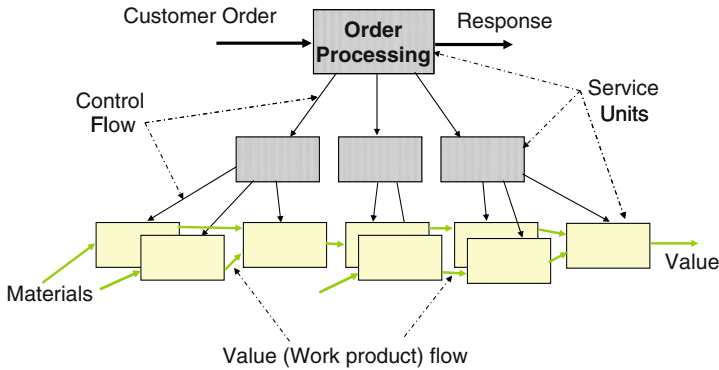 Customer Order
Order
Processing
Response
Control
Flow
Service
Units
Materials
Value
Value (Work product) flow